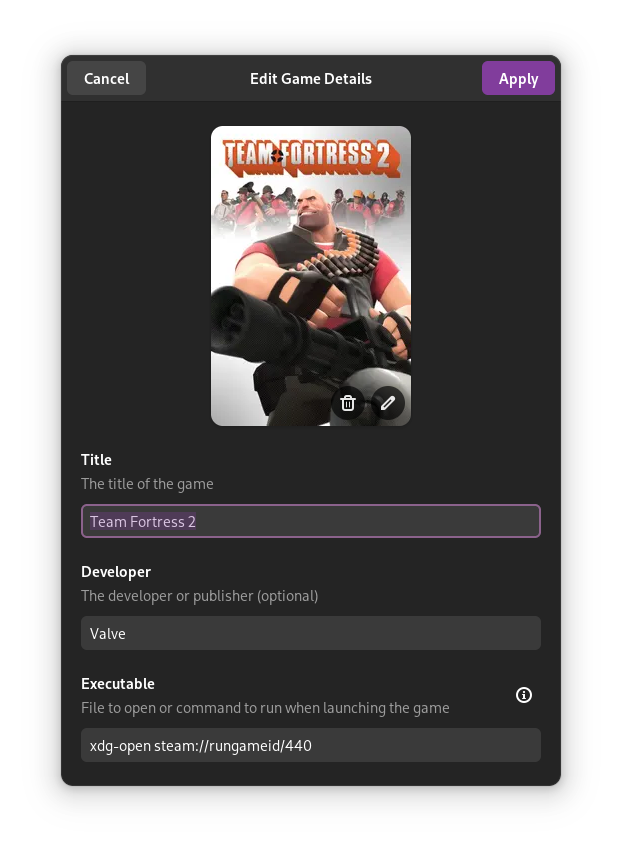 Cancel
Edit Game Details
Apply
TEAM FORTRESS 2
Title
The title of the game
Team Fortress 2
Developer
The developer or publisher (optional)
Valve
Executable
File to open or command to run when launching the game
xdg-open steam://rungameid/440